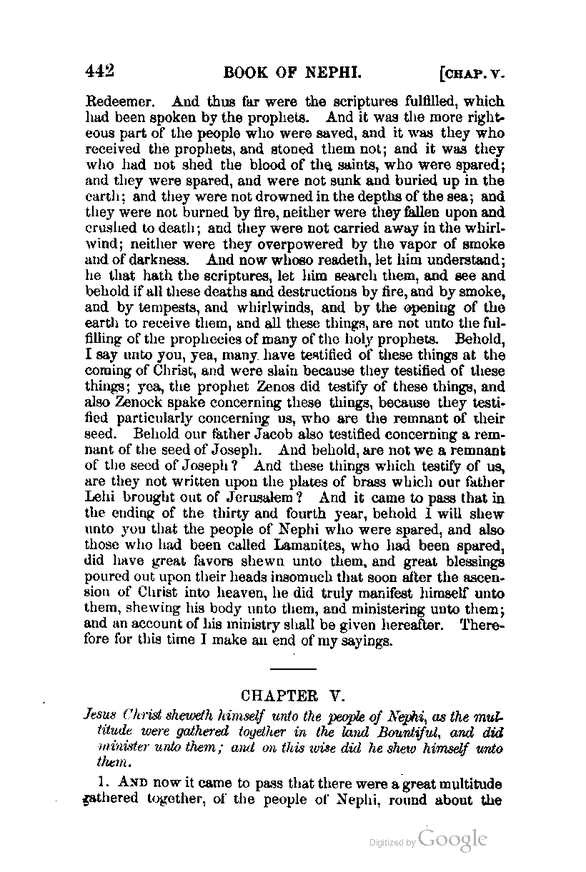 442 BOOK OF NEPHI. [CHAP. V.
Redeemer. And thus far were the scriptures fulfilled, which
had been spoken by the prophets. And it was the more right-
eous part of the people who were saved, and it was they who
received the prophets, and stoned them not; and it was they
who had not shed the blood of the saints, who were spared;
and they were spared, and were not sunk and buried up in the
earth; and they were not drowned in the depths of the sea; and
they were not burned by fire, neither were they fallen upon and
crushed to death; and they were not carried away in the whirl-
wind; neither were they overpowered by the vapor of smoke
and of darkness. And now whoso readeth, let him understand;
he that hath the scriptures, let him search them, and see and
behold if all these deaths and destructions by fire, and by smoke,
and by tempests, and whirlwinds, and by the opening of the
earth to receive them, and all these things, are not unto the ful-
filling of the prophecies of many of the holy prophets. Behold,
I say unto you, yea, many have testified of these things at the
coming of Christ, and were slain because they testified of these
things; yea, the prophet Zenos did testify of these things, and
also Zenock spake concerning these things, because they testi-
fied particularly concerning us, who are the remnant of their
seed. Behold our father Jacob also testified concerning a rem-
nant of the seed of Joseph. And behold, are not we a remnant
of the seed of Joseph? And these things which testify of us,
are they not written upon the plates of brass which our father
Lehi brought out of Jerusalem? And it came to pass that in
the ending of the thirty and fourth year, behold I will shew
unto you that the people of Nephi who were spared, and also
those who had been called Lamanites, who had been spared,
did have great favors shewn unto them, and great blessings
poured out upon their heads insomuch that soon after the ascen-
sion of Christ into heaven, he did truly manifest himself unto
them, shewing his body unto them, and ministering unto them;
and an account of his ministry shall be given hereafter. There-
fore for this time I make an end of my sayings.
CHAPTER V.
Jesus Christ sheweth himself unto the people of Nephi, as the mul-
titude were gathered together in the land Bountiful, and did
minister unto them; and on this wise did he shew himself unto
them.
1. AND now it came to pass that there were a great multitude
gathered together, of the people of Nephi, round about the
Digitized by Google